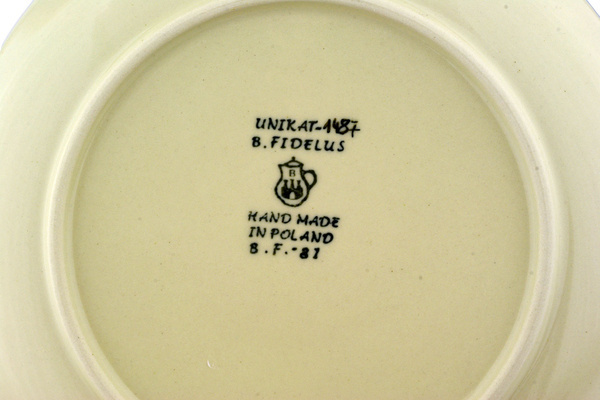 UNIKAT-1487
B. FIDELUS
B
HAND MADE
IN POLAND
B.F.-81